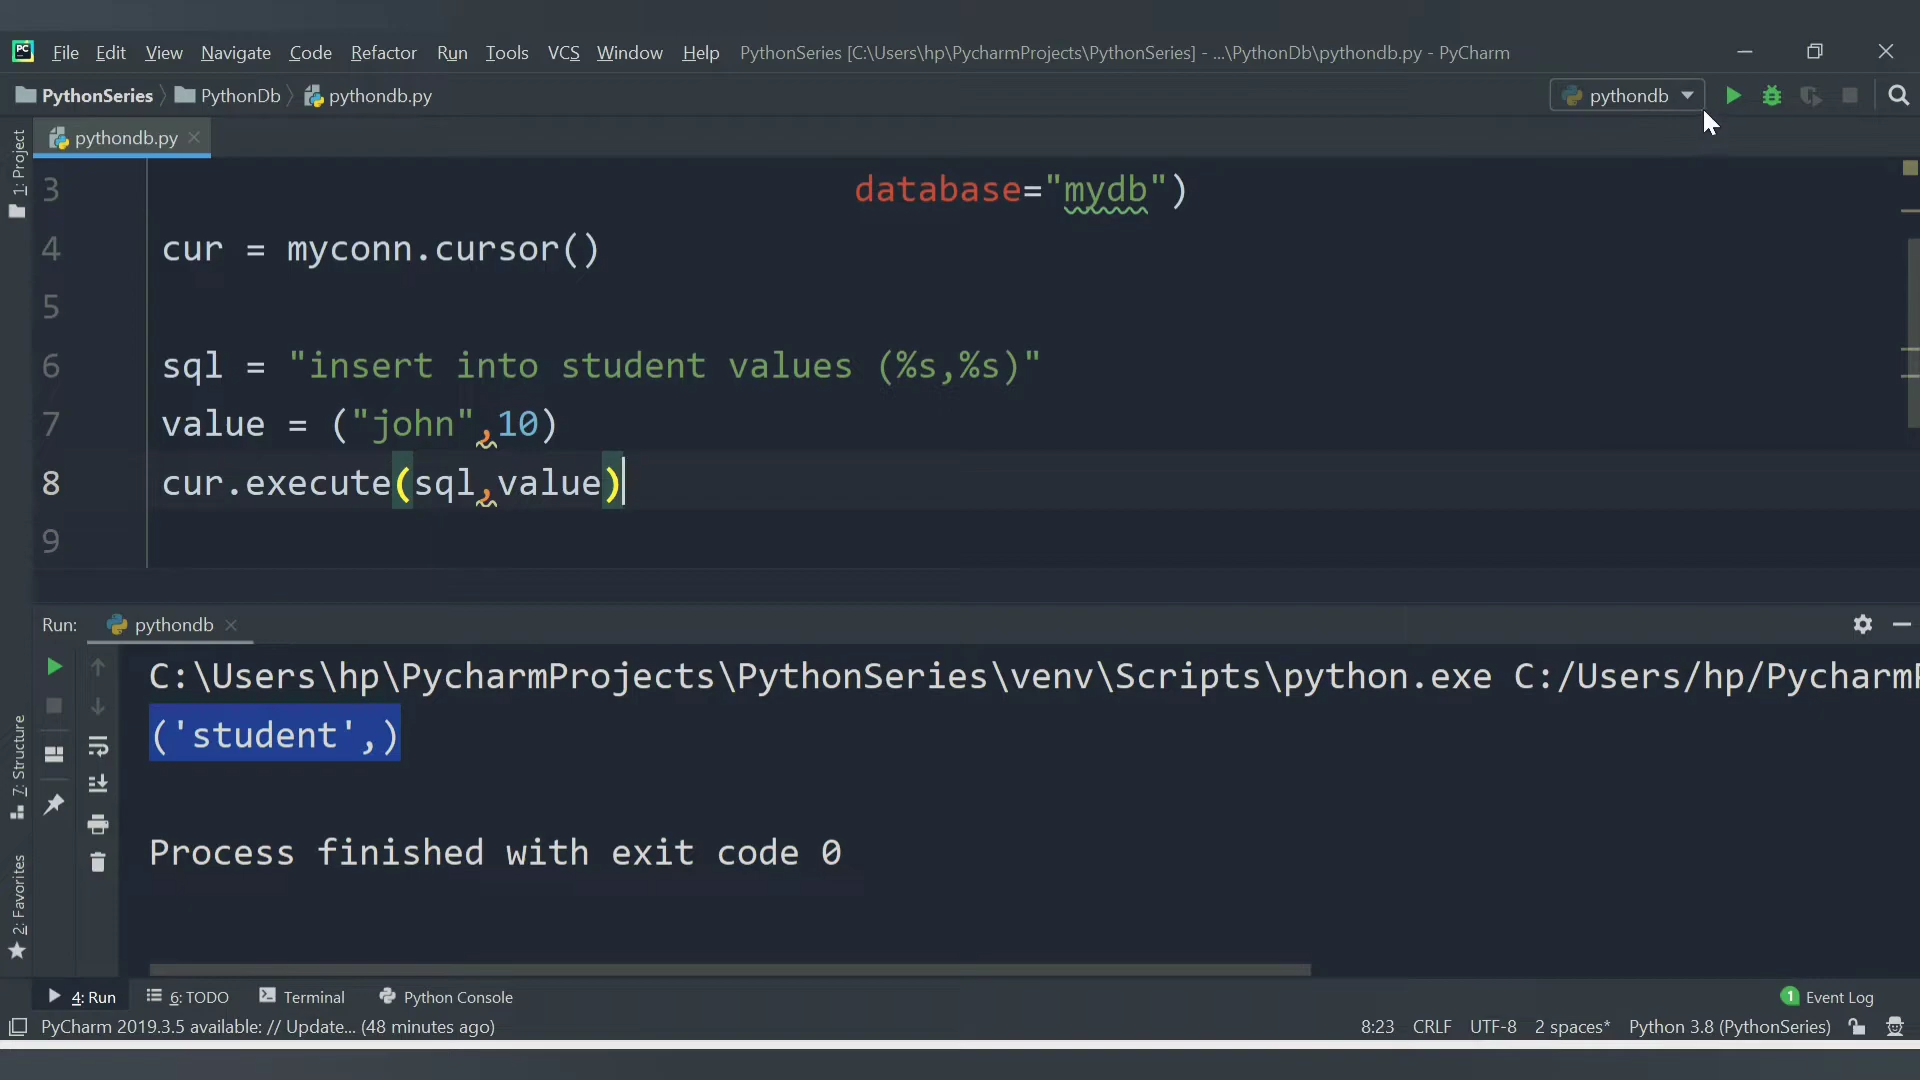 File Edit View Navigate Code Refactor Run Tools VCS Window Help PythonSeries [C:\Users\hp\PycharmProjects\PythonSeries] - ...\PythonDb\pythondb.py - PyCharm
PythonSeries PythonDb pythondb.py pythondb
pythondb.py
1: Project
3 database="mydb")
4 cur = myconn.cursor()
5
6 sql = "insert into student values (%s,%s)"
7 value = ("john",10)
8 cur.execute(sql,value)
9
Run: pythondb
C:\Users\hp\PycharmProjects\PythonSeries\venv\Scripts\python.exe C:/Users/hp/Pycharm
('student',)
7: Structure
Process finished with exit code 0
2: Favorites
4: Run 6: TODO Terminal Python Console 1 Event Log
PyCharm 2019.3.5 available: // Update... (48 minutes ago) 8:23 CRLF UTF-8 2 spaces* Python 3.8 (PythonSeries)